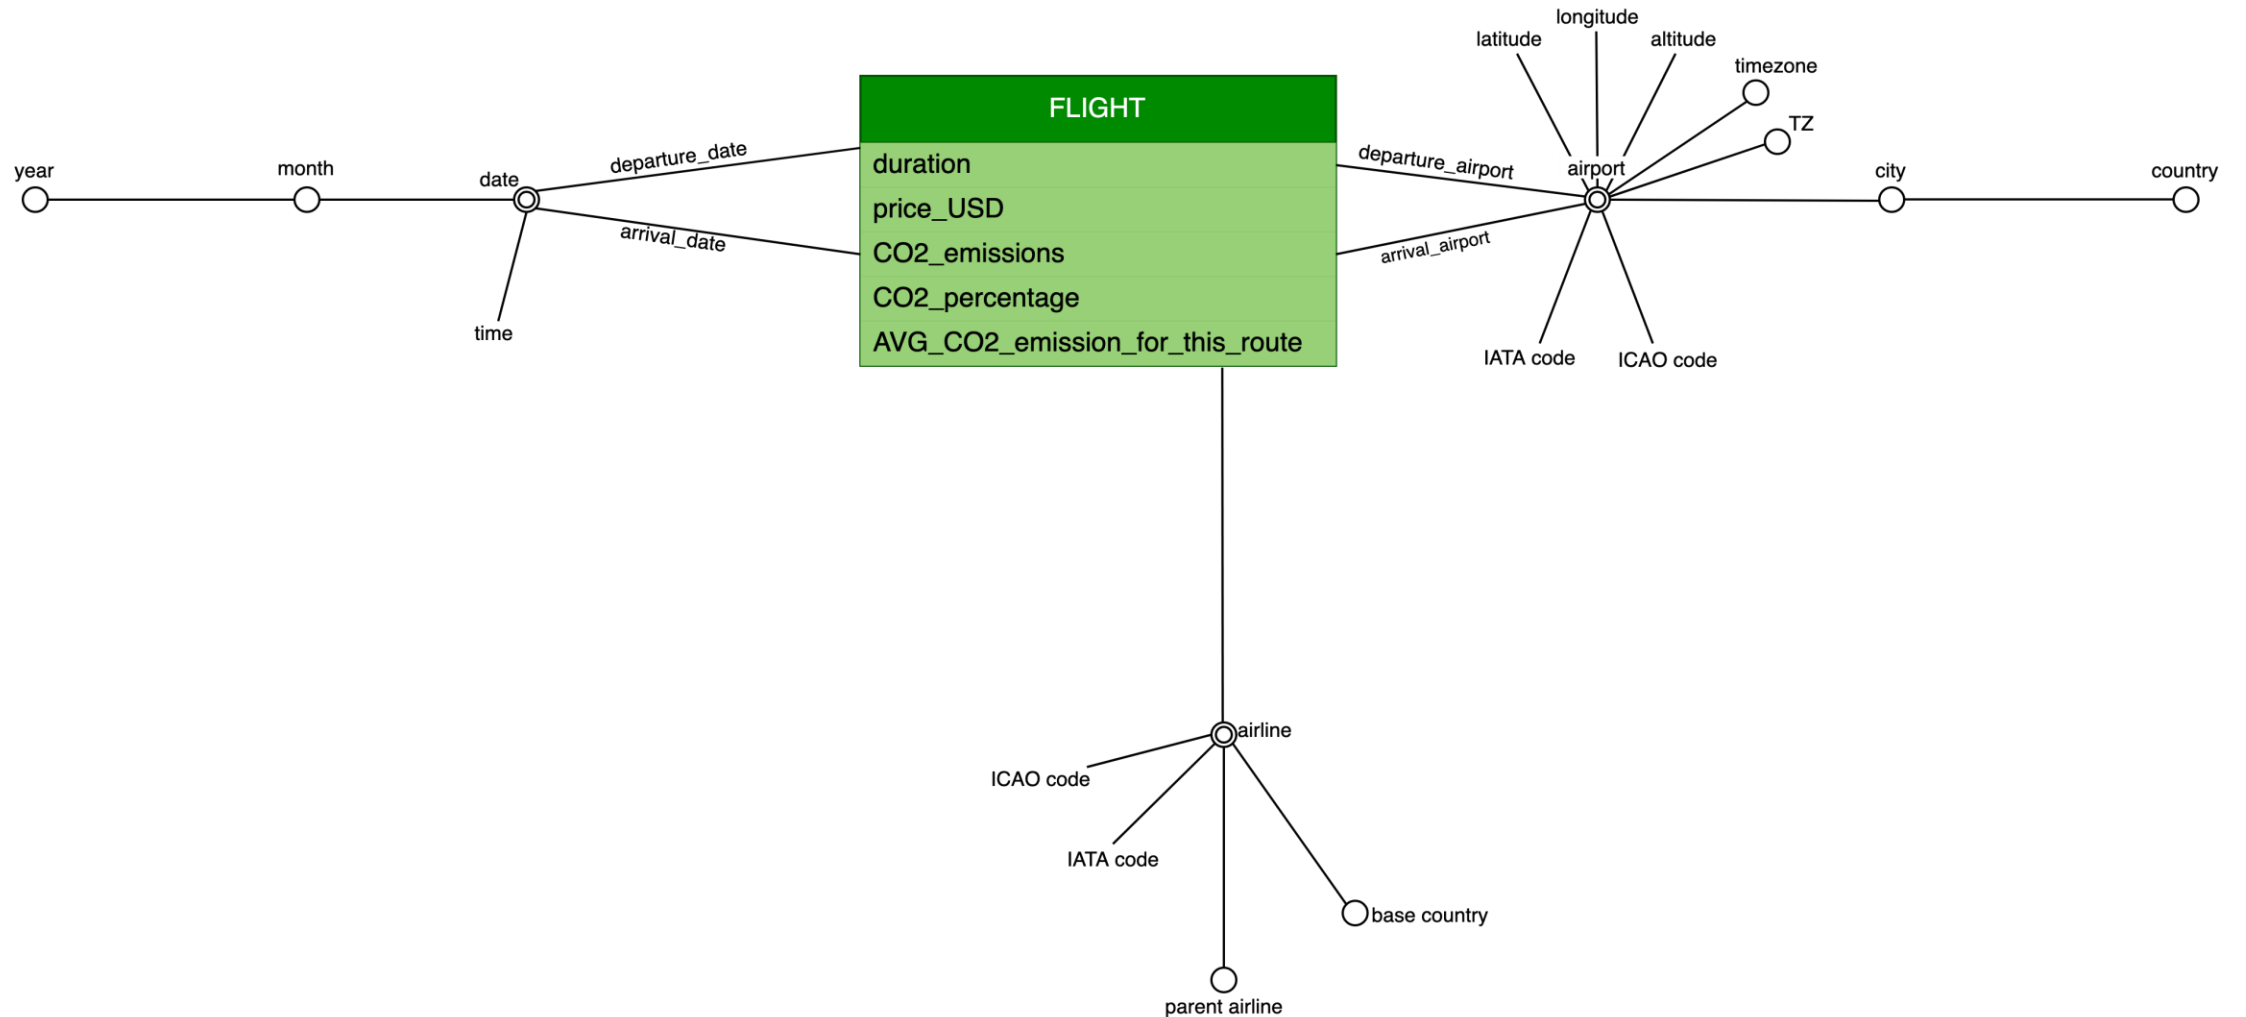 longitude
latitude
altitude
timezone
TZ
FLIGHT
year
month
date
departure_date
duration
departure_airport
airport
city
country
price_USD
arrival_date
CO2_emissions
arrival_airport
CO2_percentage
time
AVG_CO2_emission_for_this_route
IATA code
ICAO code
airline
ICAO code
IATA code
base country
parent airline